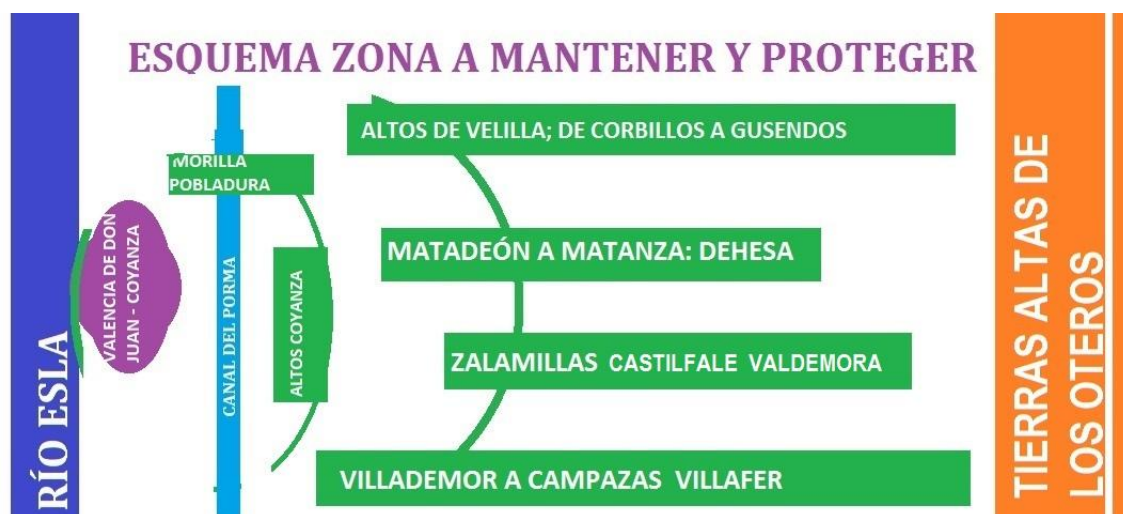 ESQUEMA ZONA A MANTENER Y PROTEGER
RÍO ESLA
VALENCIA DE DON
JUAN - COYANZA
CANAL DEL PORMA
MORILLA
POBLADURA
ALTOS COYANZA
ALTOS DE VELILLA; DE CORBILLOS A GUSENDOS
MATADEÓN A MATANZA: DEHESA
ZALAMILLAS CASTILFALE VALDEMORA
VILLADEMOR A CAMPAZAS VILLAFER
TIERRAS ALTAS DE
LOS OTEROS